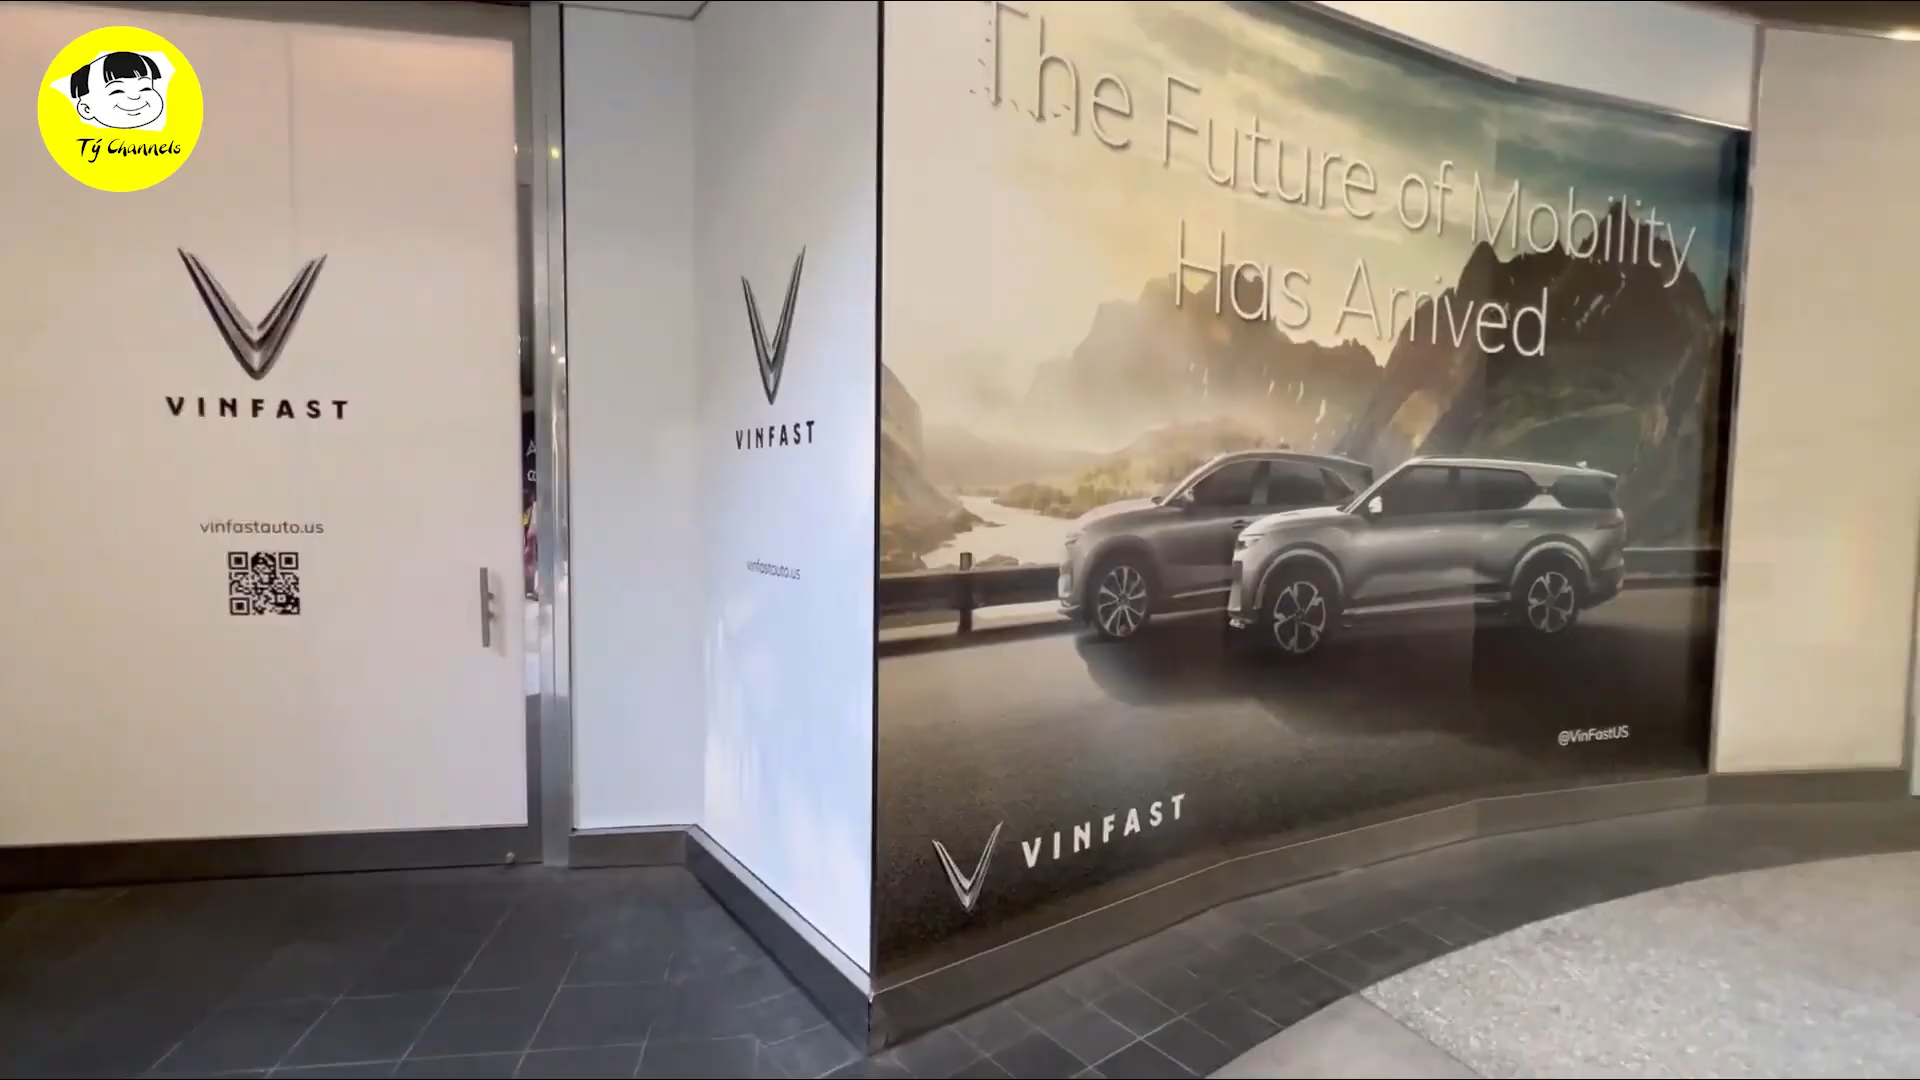 Tý Channels
VINFAST
vinfastauto.us
VINFAST
vinfastauto.us
The Future of Mobility
Has Arrived
@VinFastUS
VINFAST